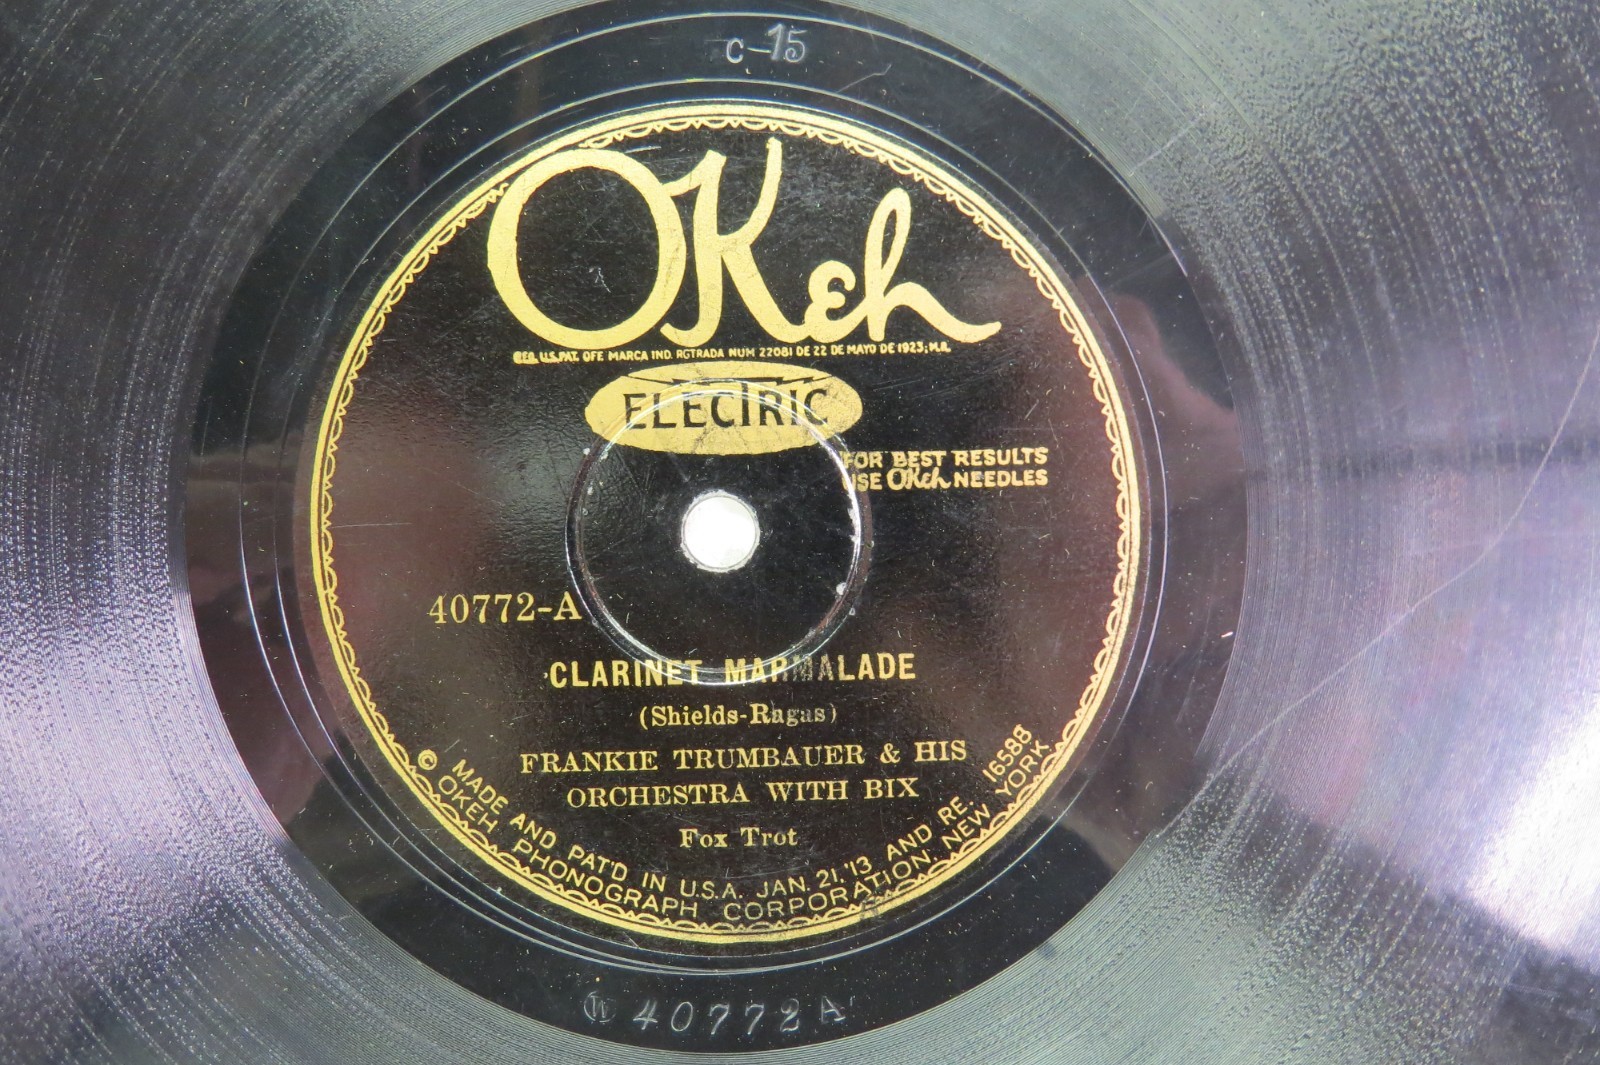 C-15
OKeh
REG. U.S. PAT. OFF. MARCA IND. RGTRADA NUM 22081 DE 22 DE MAYO DE 1923; M.R.
ELECTRIC
FOR BEST RESULTS
USE OKeh NEEDLES
40772-A
CLARINET MARMALADE
(Shields-Ragas)
FRANKIE TRUMBAUER & HIS
ORCHESTRA WITH BIX
Fox Trot
© MADE AND PAT'D IN U.S.A. JAN. 21, '13 AND RE. 16588
OKEH PHONOGRAPH CORPORATION, NEW YORK
W 40772A